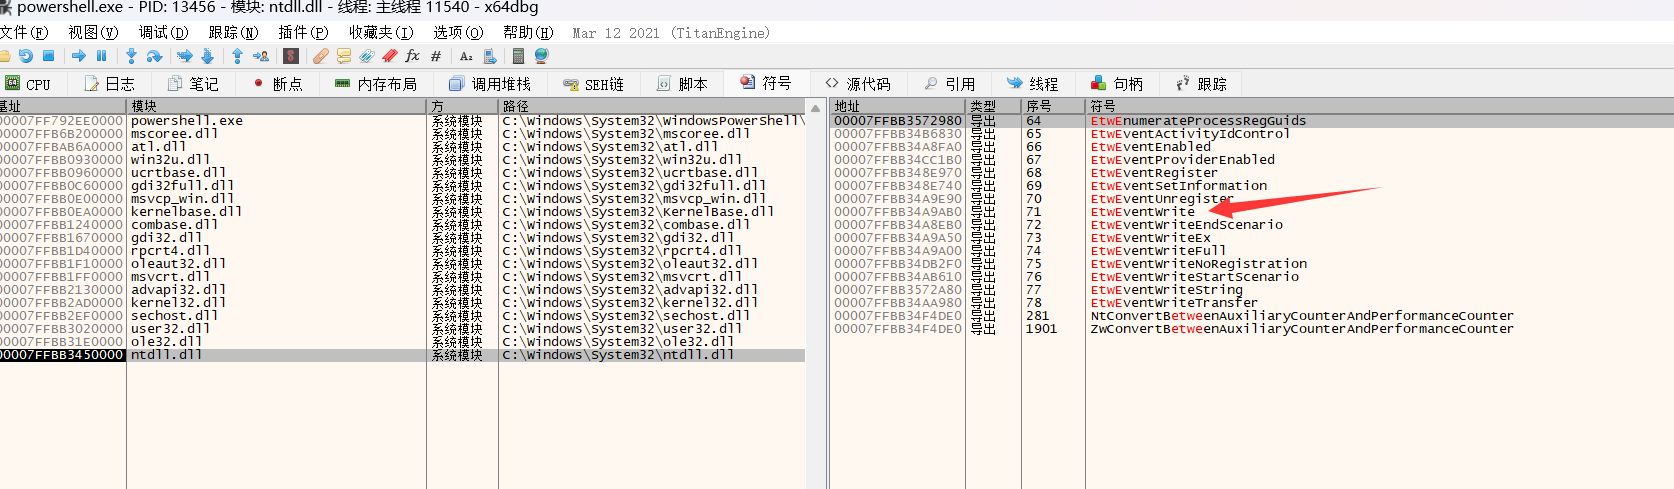 powershell.exe - PID: 13456 - 模块: ntdll.dll - 线程: 主线程 11540 - x64dbg
文件(F) 视图(V) 调试(D) 跟踪(N) 插件(P) 收藏夹(I) 选项(O) 帮助(H) Mar 12 2021 (TitanEngine)
CPU 日志 笔记 断点 内存布局 调用堆栈 SEH链 脚本 符号 源代码 引用 线程 句柄 跟踪
基址 模块 方 路径
00007FF792EE0000 powershell.exe 系统模块 C:\Windows\System32\WindowsPowerShell\
00007FFB6B200000 mscoree.dll 系统模块 C:\Windows\System32\mscoree.dll
00007FFBAB6A0000 atl.dll 系统模块 C:\Windows\System32\atl.dll
00007FFBB0930000 win32u.dll 系统模块 C:\Windows\System32\win32u.dll
00007FFBB0960000 ucrtbase.dll 系统模块 C:\Windows\System32\ucrtbase.dll
00007FFBB0C60000 gdi32full.dll 系统模块 C:\Windows\System32\gdi32full.dll
00007FFBB0E00000 msvcp_win.dll 系统模块 C:\Windows\System32\msvcp_win.dll
00007FFBB0EA0000 kernelbase.dll 系统模块 C:\Windows\System32\KernelBase.dll
00007FFBB1240000 combase.dll 系统模块 C:\Windows\System32\combase.dll
00007FFBB1670000 gdi32.dll 系统模块 C:\Windows\System32\gdi32.dll
00007FFBB1D40000 rpcrt4.dll 系统模块 C:\Windows\System32\rpcrt4.dll
00007FFBB1F10000 oleaut32.dll 系统模块 C:\Windows\System32\oleaut32.dll
00007FFBB1FF0000 msvcrt.dll 系统模块 C:\Windows\System32\msvcrt.dll
00007FFBB2130000 advapi32.dll 系统模块 C:\Windows\System32\advapi32.dll
00007FFBB2AD0000 kernel32.dll 系统模块 C:\Windows\System32\kernel32.dll
00007FFBB2EF0000 sechost.dll 系统模块 C:\Windows\System32\sechost.dll
00007FFBB3020000 user32.dll 系统模块 C:\Windows\System32\user32.dll
00007FFBB31E0000 ole32.dll 系统模块 C:\Windows\System32\ole32.dll
00007FFBB3450000 ntdll.dll 系统模块 C:\Windows\System32\ntdll.dll
地址 类型 序号 符号
00007FFBB3572980 导出 64 EtwEnumerateProcessRegGuids
00007FFBB34B6830 导出 65 EtwEventActivityIdControl
00007FFBB34A8FA0 导出 66 EtwEventEnabled
00007FFBB34CC1B0 导出 67 EtwEventProviderEnabled
00007FFBB348E970 导出 68 EtwEventRegister
00007FFBB348E740 导出 69 EtwEventSetInformation
00007FFBB34A9E90 导出 70 EtwEventUnregister
00007FFBB34A9AB0 导出 71 EtwEventWrite
00007FFBB34A8EB0 导出 72 EtwEventWriteEndScenario
00007FFBB34A9A50 导出 73 EtwEventWriteEx
00007FFBB34A9A00 导出 74 EtwEventWriteFull
00007FFBB34DB2F0 导出 75 EtwEventWriteNoRegistration
00007FFBB34AB610 导出 76 EtwEventWriteStartScenario
00007FFBB3572A80 导出 77 EtwEventWriteString
00007FFBB34AA980 导出 78 EtwEventWriteTransfer
00007FFBB34F4DE0 导出 281 NtConvertBetweenAuxiliaryCounterAndPerformanceCounter
00007FFBB34F4DE0 导出 1901 ZwConvertBetweenAuxiliaryCounterAndPerformanceCounter